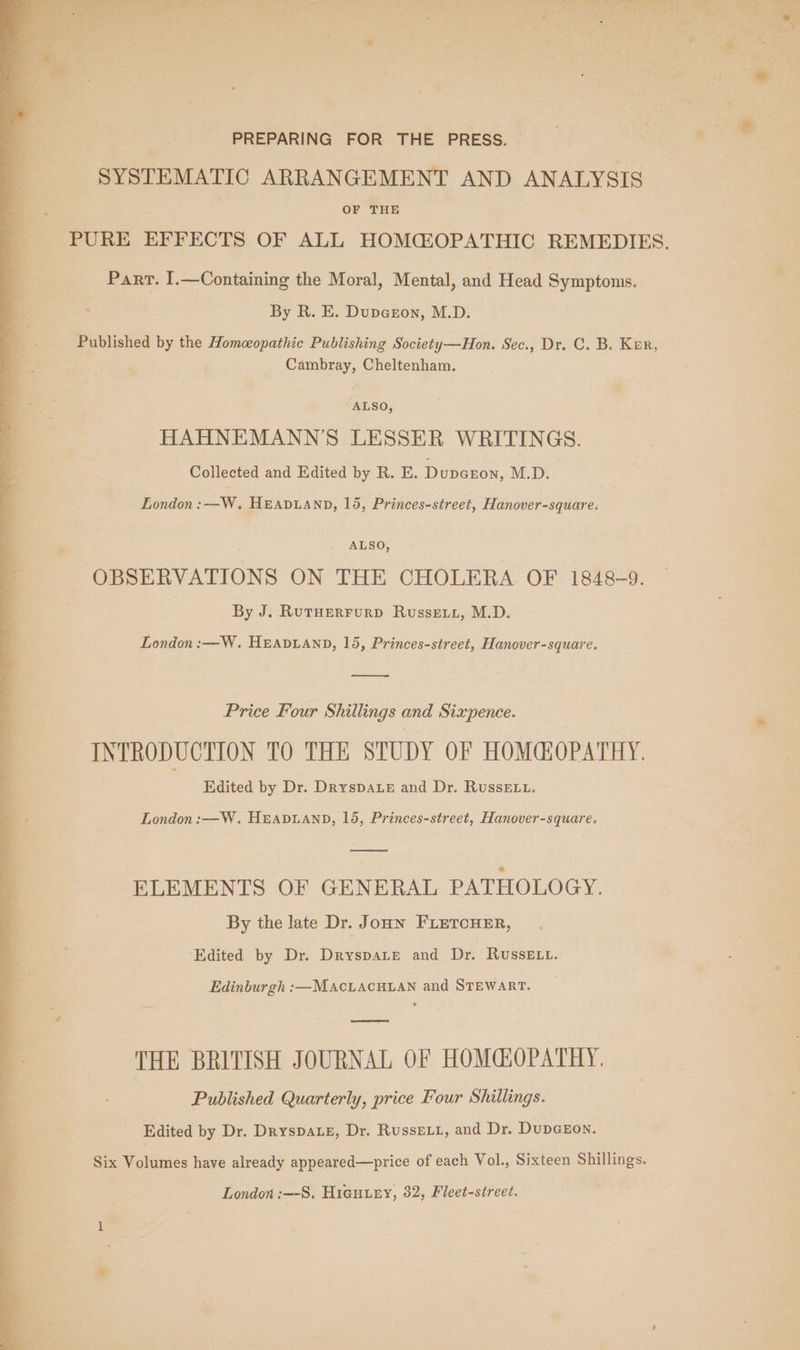 PREPARING FOR THE PRESS.
SYSTEMATIC ARRANGEMENT AND ANALYSIS
OF THE
PURE EFFECTS OF ALL HOMŒOPATHIC REMEDIES.
PART. I.—Containing the Moral, Mental, and Head Symptoms.
By R. E. DUDGEON, M.D.
Published by the Homœopathic Publishing Society—Hon. Sec., Dr. C. B. KER,
Cambray, Cheltenham.
ALSO,
HAHNEMANN'S LESSER WRITINGS.
Collected and Edited by R. E. DUDGEON, M.D.
London:—W. HEADLAND, 15, Princes-street, Hanover-square.
ALSO,
OBSERVATIONS ON THE CHOLERA OF 1848-9.
By J. RUTHERFURD RUSSELL, M.D.
London:—W. HEADLAND, 15, Princes-street, Hanover-square.
Price Four Shillings and Sixpence.
INTRODUCTION TO THE STUDY OF HOMŒOPATHY.
Edited by Dr. DRYSDALE and Dr. RUSSELL.
London:—W. HEADLAND, 15, Princes-street, Hanover-square.
ELEMENTS OF GENERAL PATHOLOGY.
By the late Dr. JOHN FLETCHER,
Edited by Dr. DRYSDALE and Dr. RUSSELL.
Edinburgh:—MACLACHLAN and STEWART.
THE BRITISH JOURNAL OF HOMŒOPATHY.
Published Quarterly, price Four Shillings.
Edited by Dr. DRYSDALE, Dr. RUSSELL, and Dr. DUDGEON.
Six Volumes have already appeared—price of each Vol., Sixteen Shillings.
London:—S. HIGHLEY, 32, Fleet-street.
1